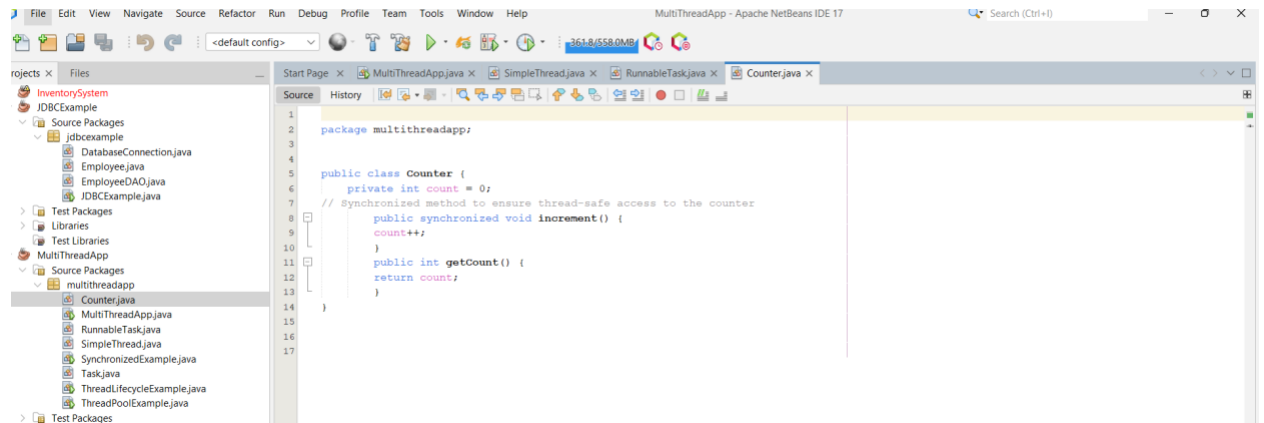 File Edit View Navigate Source Refactor Run Debug Profile Team Tools Window Help MultiThreadApp - Apache NetBeans IDE 17 Search (Ctrl+I)
<default config> 361.8/558.0MB
rojects Files
Start Page MultiThreadApp.java SimpleThread.java RunnableTask.java Counter.java
Source History
InventorySystem
JDBCExample
Source Packages
jdbcexample
DatabaseConnection.java
Employee.java
EmployeeDAO.java
JDBCExample.java
Test Packages
Libraries
Test Libraries
MultiThreadApp
Source Packages
multithreadapp
Counter.java
MultiThreadApp.java
RunnableTask.java
SimpleThread.java
SynchronizedExample.java
Task.java
ThreadLifecycleExample.java
ThreadPoolExample.java
Test Packages
1
2 package multithreadapp;
3
4
5 public class Counter {
6 private int count = 0;
7 // Synchronized method to ensure thread-safe access to the counter
8 public synchronized void increment() {
9 count++;
10 }
11 public int getCount() {
12 return count;
13 }
14 }
15
16
17